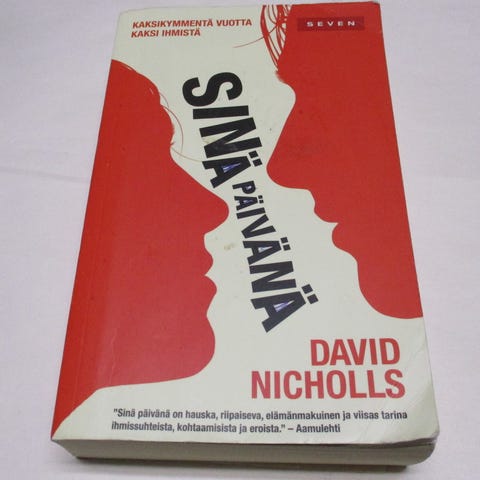 KAKSIKYMMENTÄ VUOTTA
KAKSI IHMISTÄ
SEVEN
SINÄ
PÄIVÄNÄ
DAVID
NICHOLLS
"Sinä päivänä on hauska, riipaiseva, elämänmakuinen ja viisas tarina
ihmissuhteista, kohtaamisista ja eroista." – Aamulehti